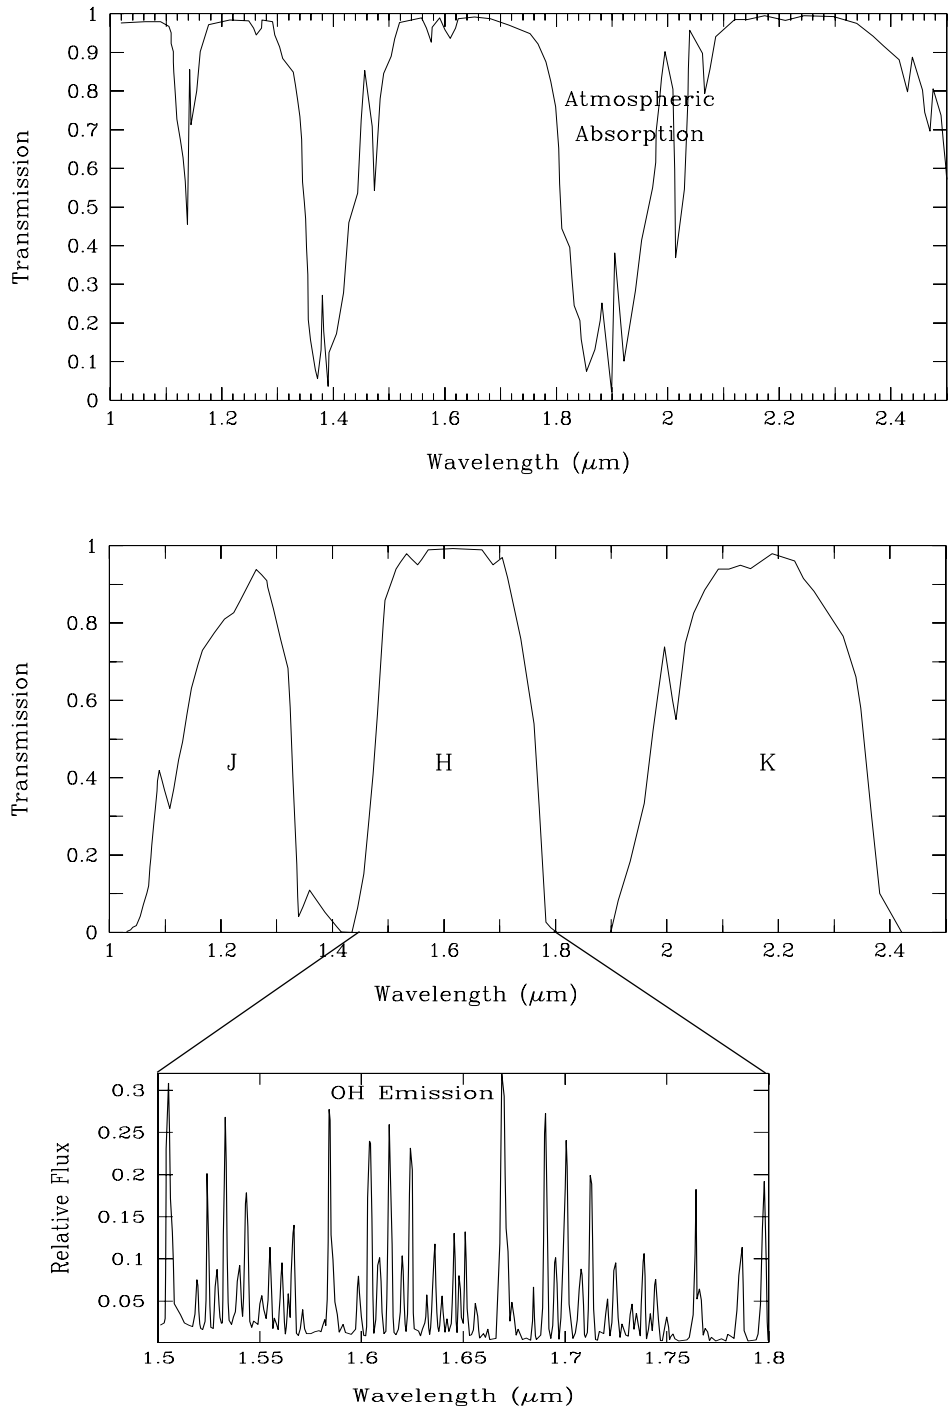 1
0.9
0.8
0.7
0.6
0.5
0.4
0.3
0.2
0.1
0
Transmission
Atmospheric
Absorption
1 1.2 1.4 1.6 1.8 2 2.2 2.4
Wavelength (μm)
1
0.8
0.6
0.4
0.2
0
Transmission
J H K
1 1.2 1.4 1.6 1.8 2 2.2 2.4
Wavelength (μm)
OH Emission
0.3
0.25
0.2
0.15
0.1
0.05
Relative Flux
1.5 1.55 1.6 1.65 1.7 1.75 1.8
Wavelength (μm)